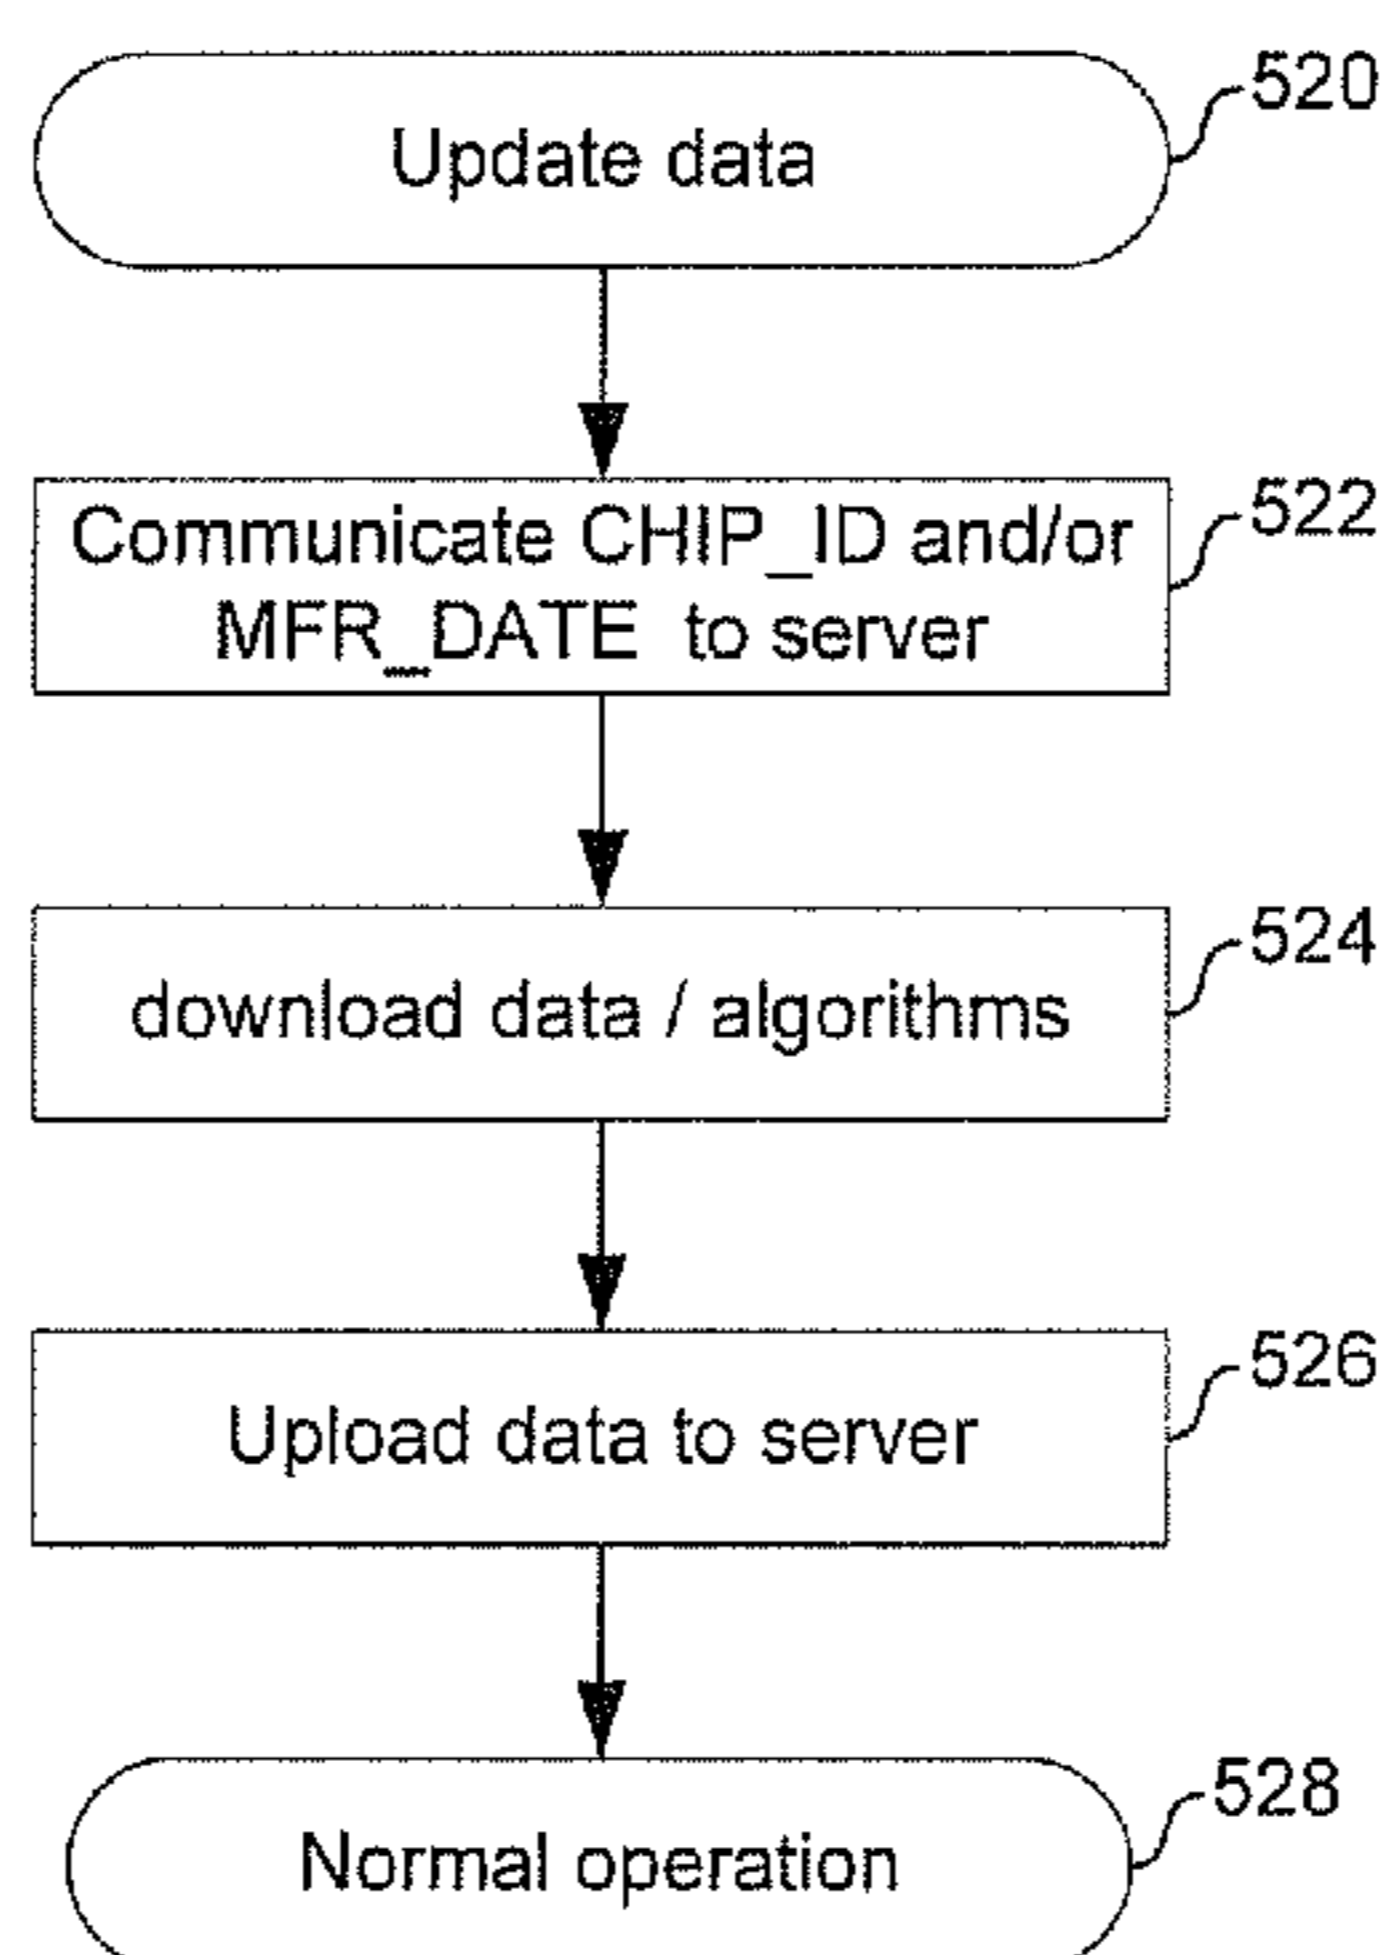 Update data
520
Communicate CHIP_ID and/or
MFR_DATE to server
522
download data / algorithms
524
Upload data to server
526
Normal operation
528